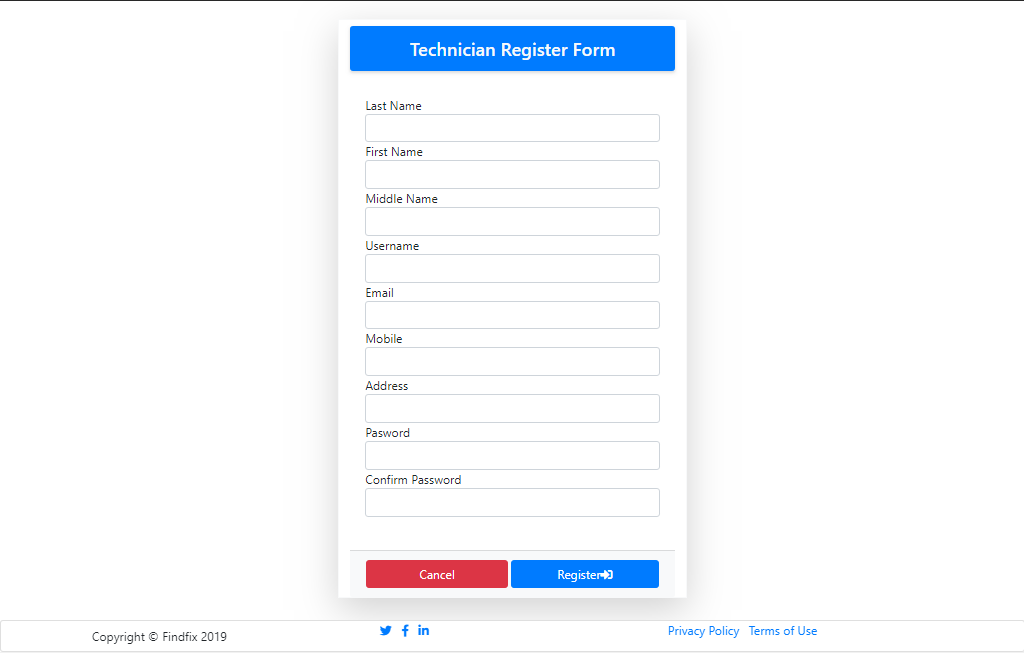 Technician Register Form
Last Name
First Name
Middle Name
Username
Email
Mobile
Address
Pasword
Confirm Password
Cancel
Register
Copyright © Findfix 2019
Privacy Policy Terms of Use